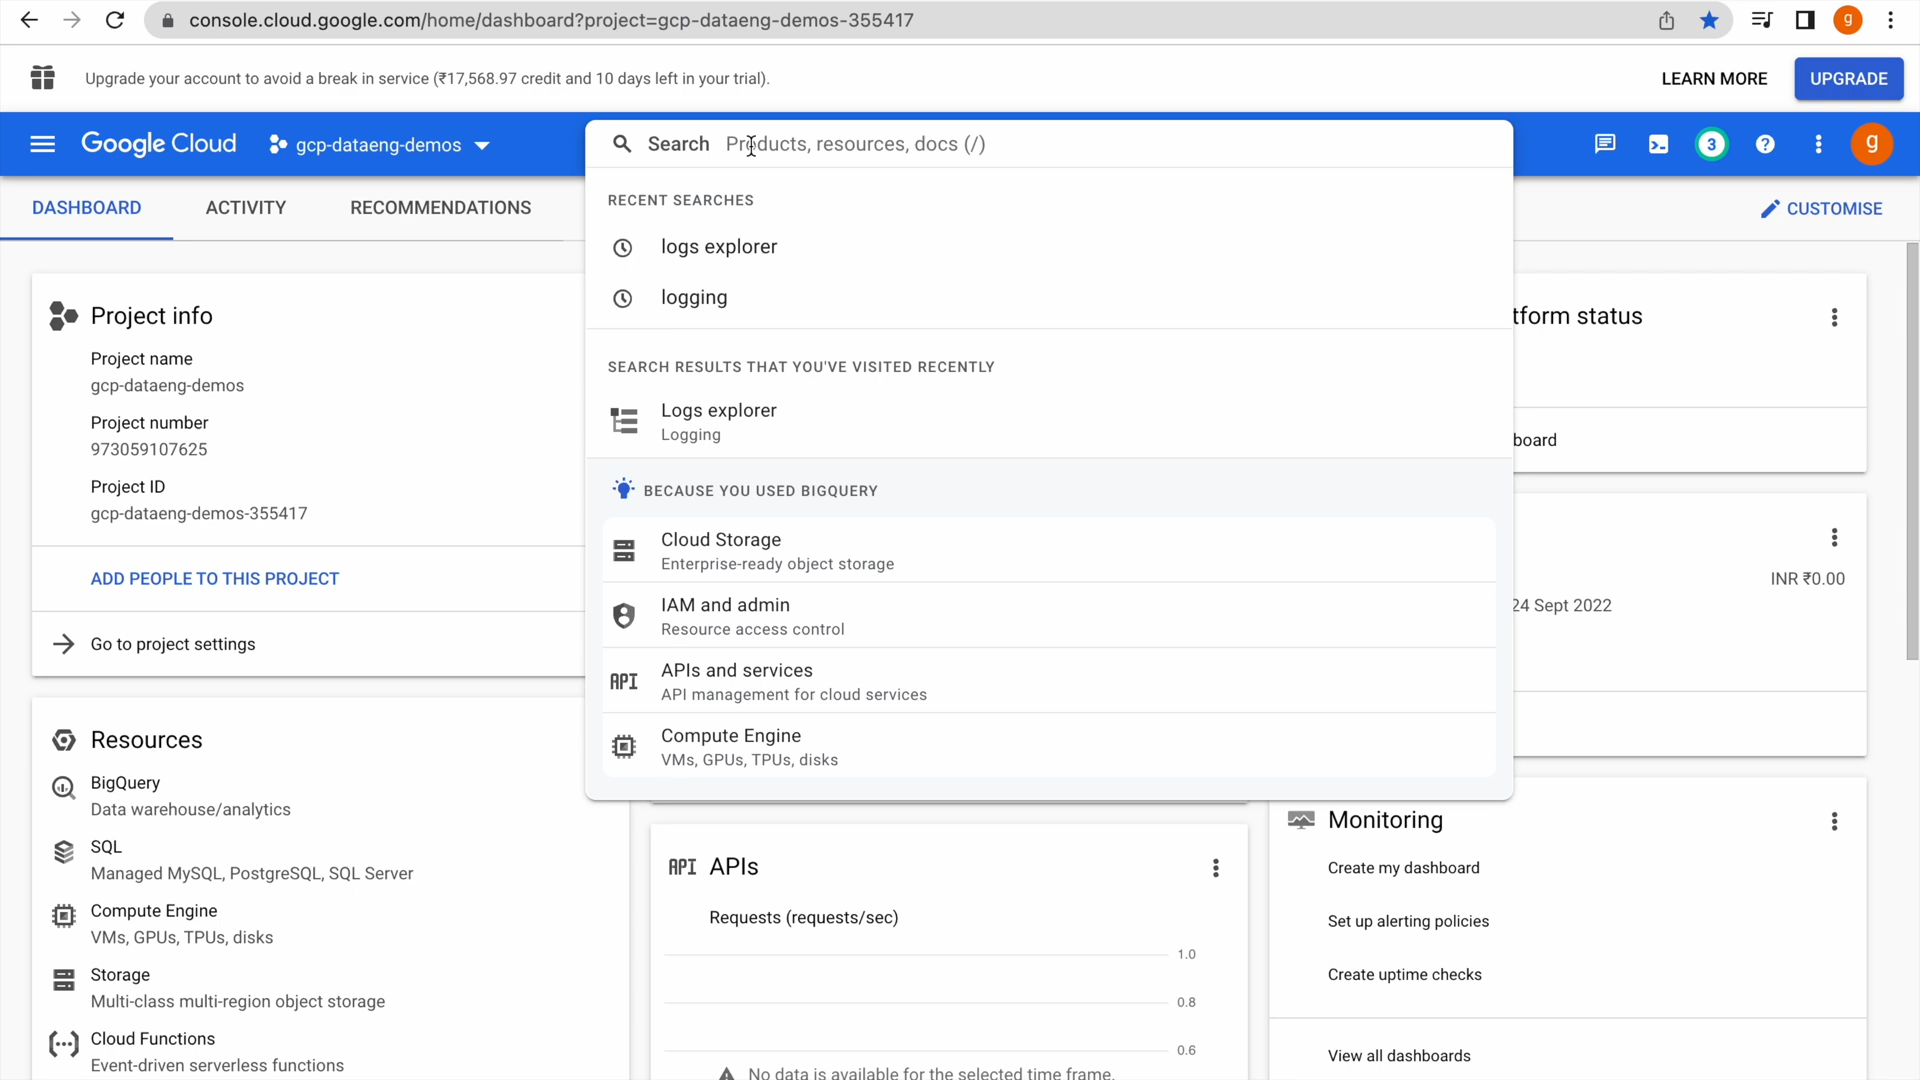 console.cloud.google.com/home/dashboard?project=gcp-dataeng-demos-355417
g
Upgrade your account to avoid a break in service (₹17,568.97 credit and 10 days left in your trial).
LEARN MORE
UPGRADE
Google Cloud
gcp-dataeng-demos
Search Products, resources, docs (/)
3
g
DASHBOARD
ACTIVITY
RECOMMENDATIONS
CUSTOMISE
RECENT SEARCHES
logs explorer
logging
SEARCH RESULTS THAT YOU'VE VISITED RECENTLY
Logs explorer
Logging
BECAUSE YOU USED BIGQUERY
Cloud Storage
Enterprise-ready object storage
IAM and admin
Resource access control
API
APIs and services
API management for cloud services
Compute Engine
VMs, GPUs, TPUs, disks
Project info
Project name
gcp-dataeng-demos
Project number
973059107625
Project ID
gcp-dataeng-demos-355417
ADD PEOPLE TO THIS PROJECT
Go to project settings
Resources
BigQuery
Data warehouse/analytics
SQL
Managed MySQL, PostgreSQL, SQL Server
Compute Engine
VMs, GPUs, TPUs, disks
Storage
Multi-class multi-region object storage
Cloud Functions
Event-driven serverless functions
API APIs
Requests (requests/sec)
1.0
0.8
0.6
No data is available for the selected time frame.
tform status
board
INR ₹0.00
24 Sept 2022
Monitoring
Create my dashboard
Set up alerting policies
Create uptime checks
View all dashboards